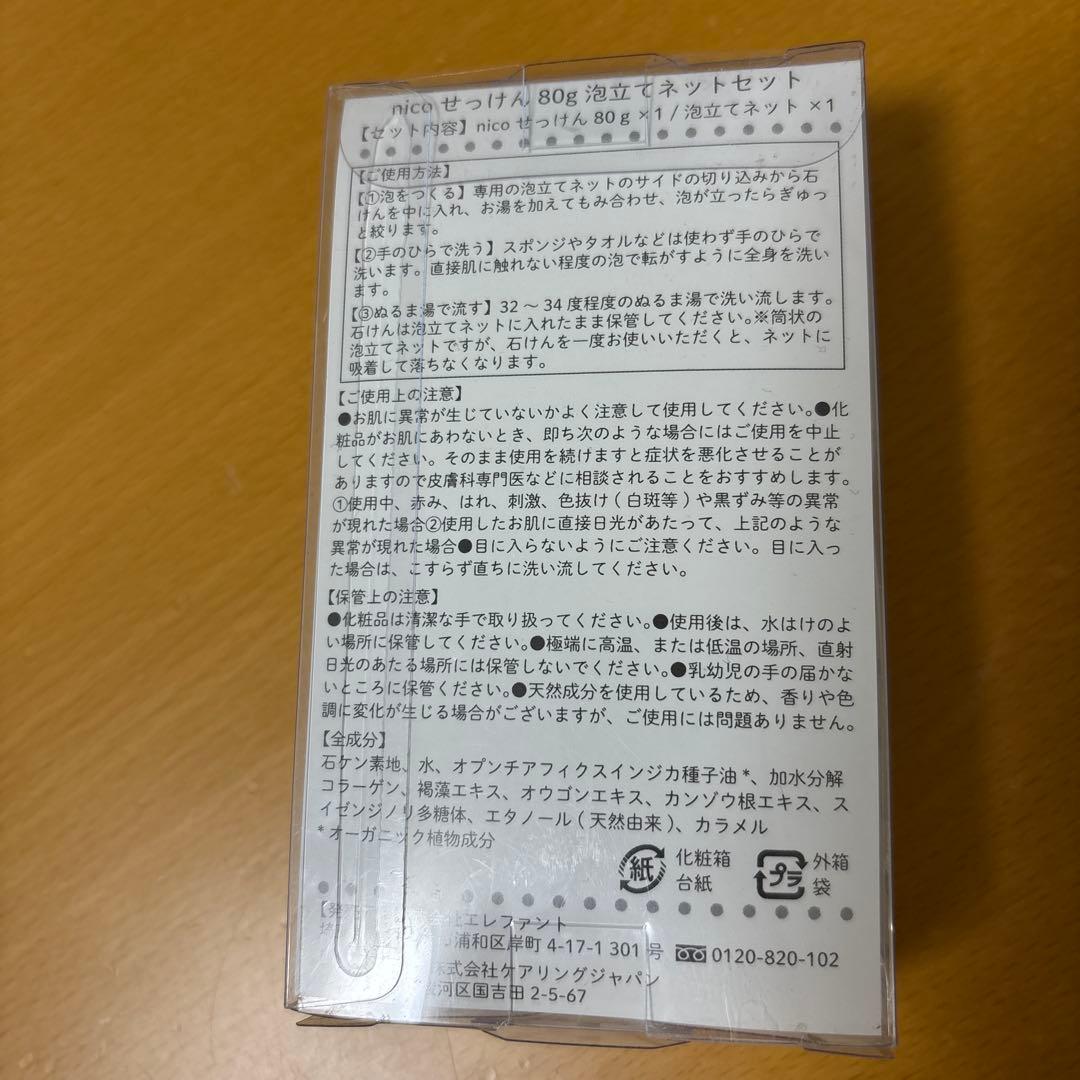 nico せっけん 80g 泡立てネットセット
【セット内容】nico せっけん 80g ×1 / 泡立てネット ×1
【ご使用方法】
【①泡をつくる】専用の泡立てネットのサイドの切り込みから石
けんを中に入れ、お湯を加えてもみ合わせ、泡が立ったらぎゅっ
と絞ります。
【②手のひらで洗う】スポンジやタオルなどは使わず手のひらで
洗います。直接肌に触れない程度の泡で転がすように全身を洗い
ます。
【③ぬるま湯で流す】32 ～ 34 度程度のぬるま湯で洗い流します。
石けんは泡立てネットに入れたまま保管してください。※筒状の
泡立てネットですが、石けんを一度お使いいただくと、ネットに
吸着して落ちなくなります。
【ご使用上の注意】
●お肌に異常が生じていないかよく注意して使用してください。●化
粧品がお肌にあわないとき、即ち次のような場合にはご使用を中止
してください。そのまま使用を続けますと症状を悪化させることが
ありますので皮膚科専門医などに相談されることをおすすめします。
①使用中、赤み、はれ、刺激、色抜け ( 白斑等 ) や黒ずみ等の異常
が現れた場合②使用したお肌に直接日光があたって、上記のような
異常が現れた場合●目に入らないようにご注意ください。目に入っ
た場合は、こすらず直ちに洗い流してください。
【保管上の注意】
●化粧品は清潔な手で取り扱ってください。●使用後は、水はけのよ
い場所に保管してください。●極端に高温、または低温の場所、直射
日光のあたる場所には保管しないでください。●乳幼児の手の届かな
いところに保管ください。●天然成分を使用しているため、香りや色
調に変化が生じる場合がございますが、ご使用には問題ありません。
【全成分】
石ケン素地、水、オプンチアフィクスインジカ種子油 *、加水分解
コラーゲン、褐藻エキス、オウゴンエキス、カンゾウ根エキス、ス
イゼンジノリ多糖体、エタノール ( 天然由来 )、カラメル
* オーガニック植物成分
紙 化粧箱 台紙
プラ 外箱 袋
エレファント
浦和区岸町 4-17-1 301 号 0120-820-102
株式会社ケアリングジャパン
河区国吉田 2-5-67